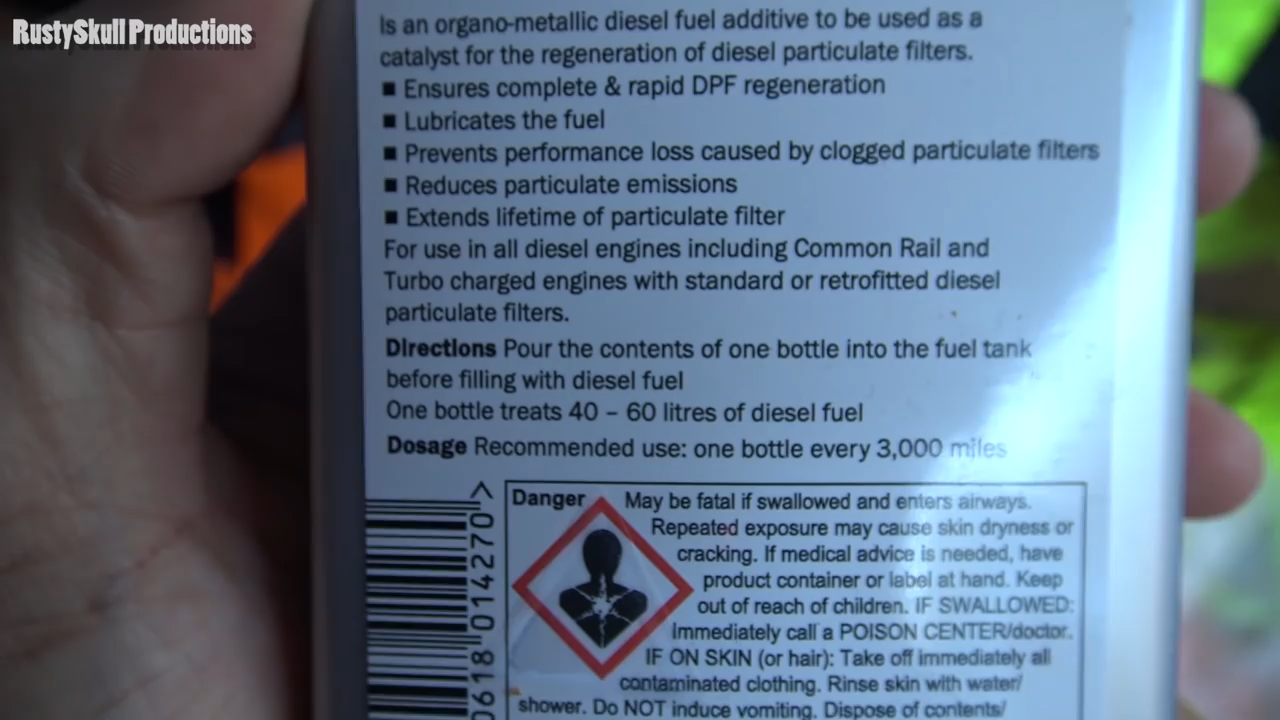 RustySkull Productions
Is an organo-metallic diesel fuel additive to be used as a
catalyst for the regeneration of diesel particulate filters.
■ Ensures complete & rapid DPF regeneration
■ Lubricates the fuel
■ Prevents performance loss caused by clogged particulate filters
■ Reduces particulate emissions
■ Extends lifetime of particulate filter
For use in all diesel engines including Common Rail and
Turbo charged engines with standard or retrofitted diesel
particulate filters.
Directions Pour the contents of one bottle into the fuel tank
before filling with diesel fuel
One bottle treats 40 – 60 litres of diesel fuel
Dosage Recommended use: one bottle every 3,000 miles
Danger May be fatal if swallowed and enters airways.
Repeated exposure may cause skin dryness or
cracking. If medical advice is needed, have
product container or label at hand. Keep
out of reach of children. IF SWALLOWED:
Immediately call a POISON CENTER/doctor.
IF ON SKIN (or hair): Take off immediately all
contaminated clothing. Rinse skin with water/
shower. Do NOT induce vomiting. Dispose of contents/
0618 014270 >